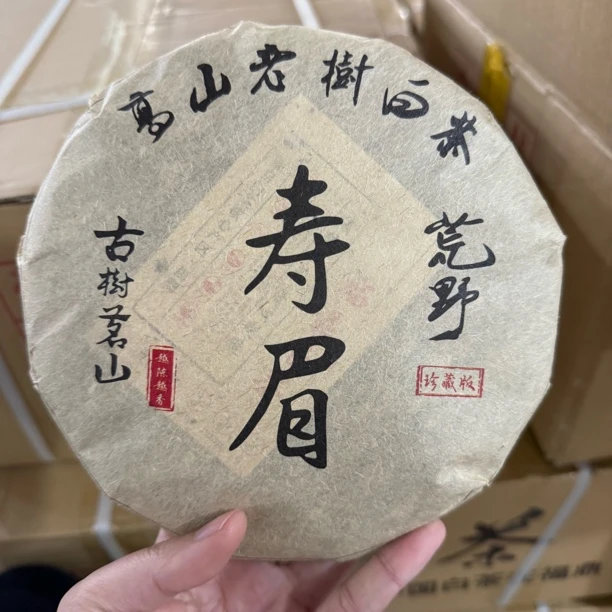 高山老樹白茶
寿眉
荒野
珍藏版
古樹茗山
越陈越香
茶